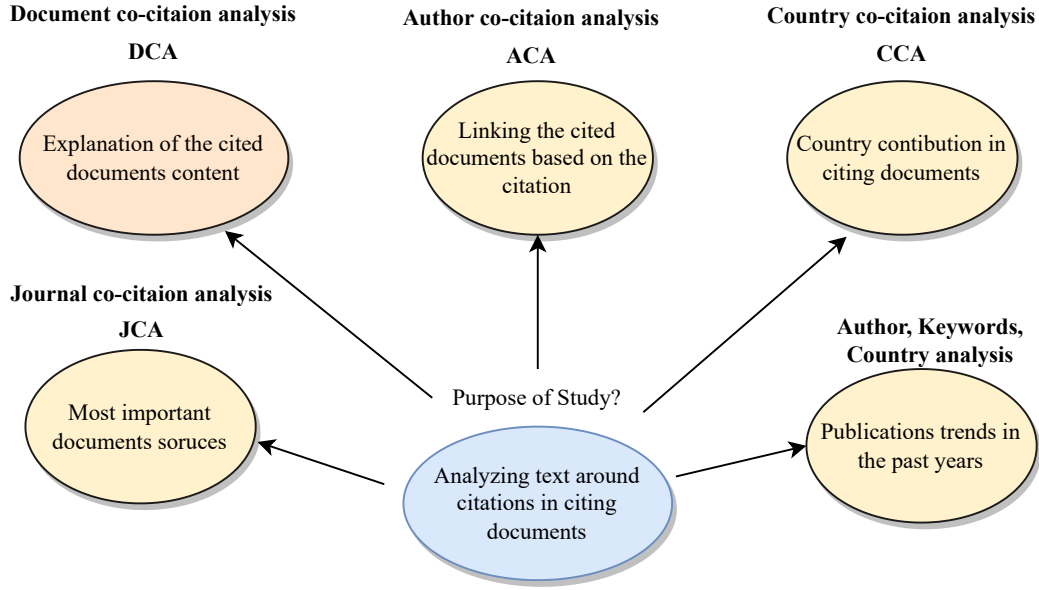 Document co-citaion analysis
DCA
Explanation of the cited
documents content
Author co-citaion analysis
ACA
Linking the cited
documents based on the
citation
Country co-citaion analysis
CCA
Country contibution in
citing documents
Journal co-citaion analysis
JCA
Most important
documents soruces
Purpose of Study?
Analyzing text around
citations in citing
documents
Author, Keywords,
Country analysis
Publications trends in
the past years